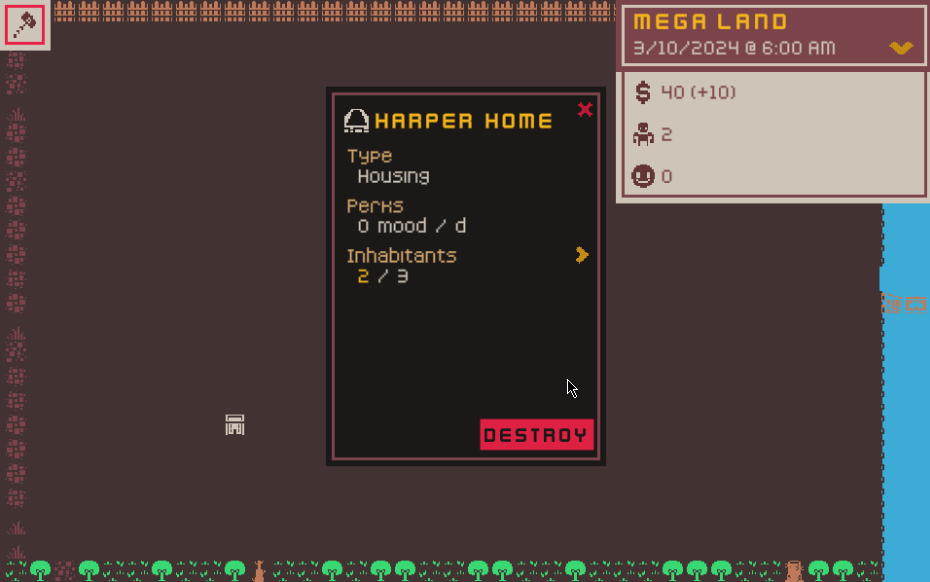 MEGA LAND
3/10/2024 @ 6:00 AM
$ 40 (+10)
2
0
HARPER HOME
Type
Housing
Perks
0 mood / d
Inhabitants
2 / 3
DESTROY